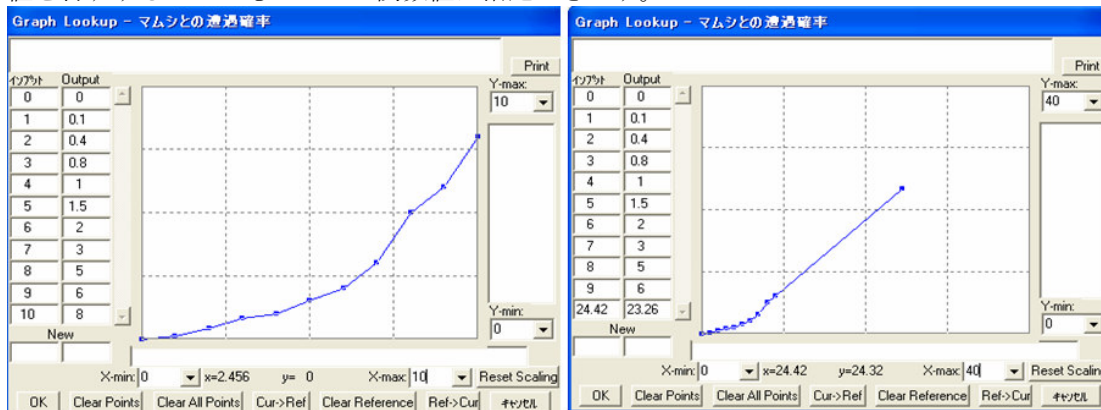 Graph Lookup - マムシとの遭遇確率
Print
インプット Output
Y-max:
0 0
10
1 0.1
2 0.4
3 0.8
4 1
5 1.5
6 2
7 3
8 5
9 6
10 8
Y-min:
New
0
X-min: 0 x=2.456 y= 0 X-max: 10 Reset Scaling
OK Clear Points Clear All Points Cur->Ref Clear Reference Ref->Cur キャンセル
Graph Lookup - マムシとの遭遇確率
Print
インプット Output
Y-max:
0 0
40
1 0.1
2 0.4
3 0.8
4 1
5 1.5
6 2
7 3
8 5
9 6
24.42 23.26
Y-min:
New
0
X-min: 0 x=24.42 y=24.32 X-max: 40 Reset Scaling
OK Clear Points Clear All Points Cur->Ref Clear Reference Ref->Cur キャンセル